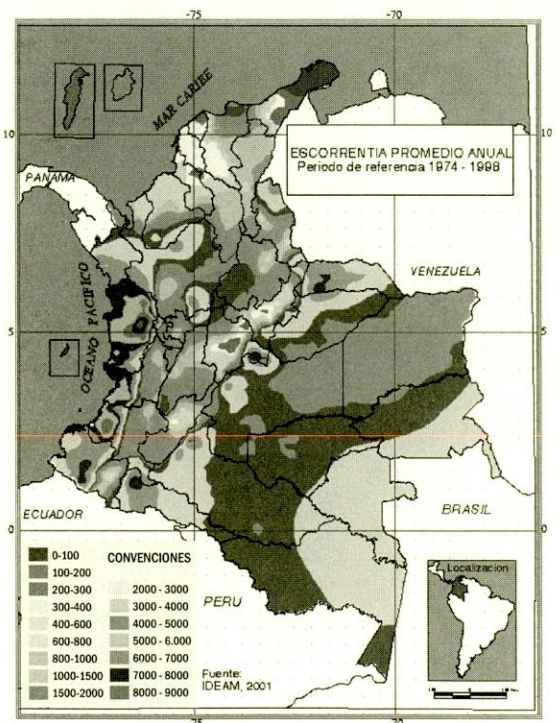 -75
-70
MAR CARIBE
10
10
ESCORRENTIA PROMEDIO ANUAL
Periodo de referencia 1974 - 1998
PANAMA
VENEZUELA
OCEANO PACIFICO
5
5
ECUADOR
BRASIL
0
0
PERU
CONVENCIONES
0-100
100-200
200-300
300-400
400-600
600-800
800-1000
1000-1500
1500-2000
2000 - 3000
3000 - 4000
4000 - 5000
5000 - 6.000
6000 - 7000
7000 - 8000
8000 - 9000
Fuente:
IDEAM, 2001
Localizacion
-75
-70